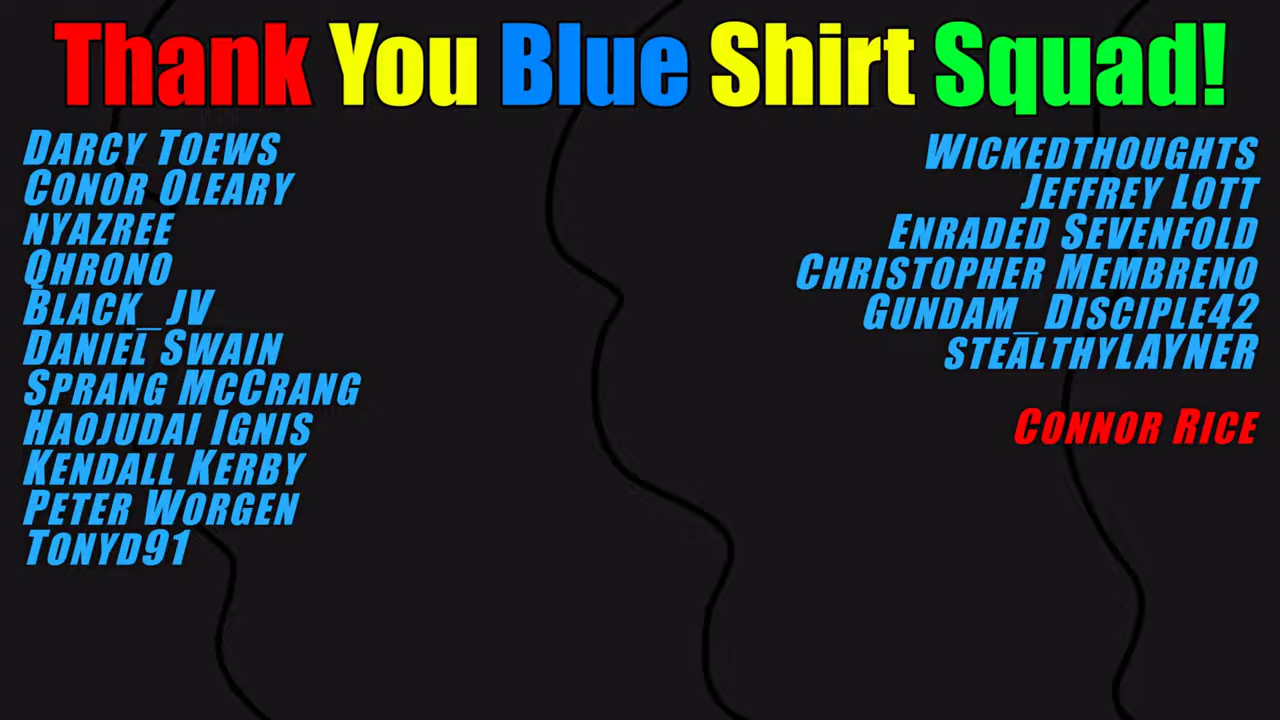 Thank You Blue Shirt Squad!
Darcy Toews
Conor Oleary
nyazree
Qhrono
Black_JV
Daniel Swain
Sprang McCrang
Haojudai Ignis
Kendall Kerby
Peter Worgen
Tonyd91
Wickedthoughts
Jeffrey Lott
Enraded Sevenfold
Christopher Membreno
Gundam_Disciple42
stealthyLAYNER
Connor Rice